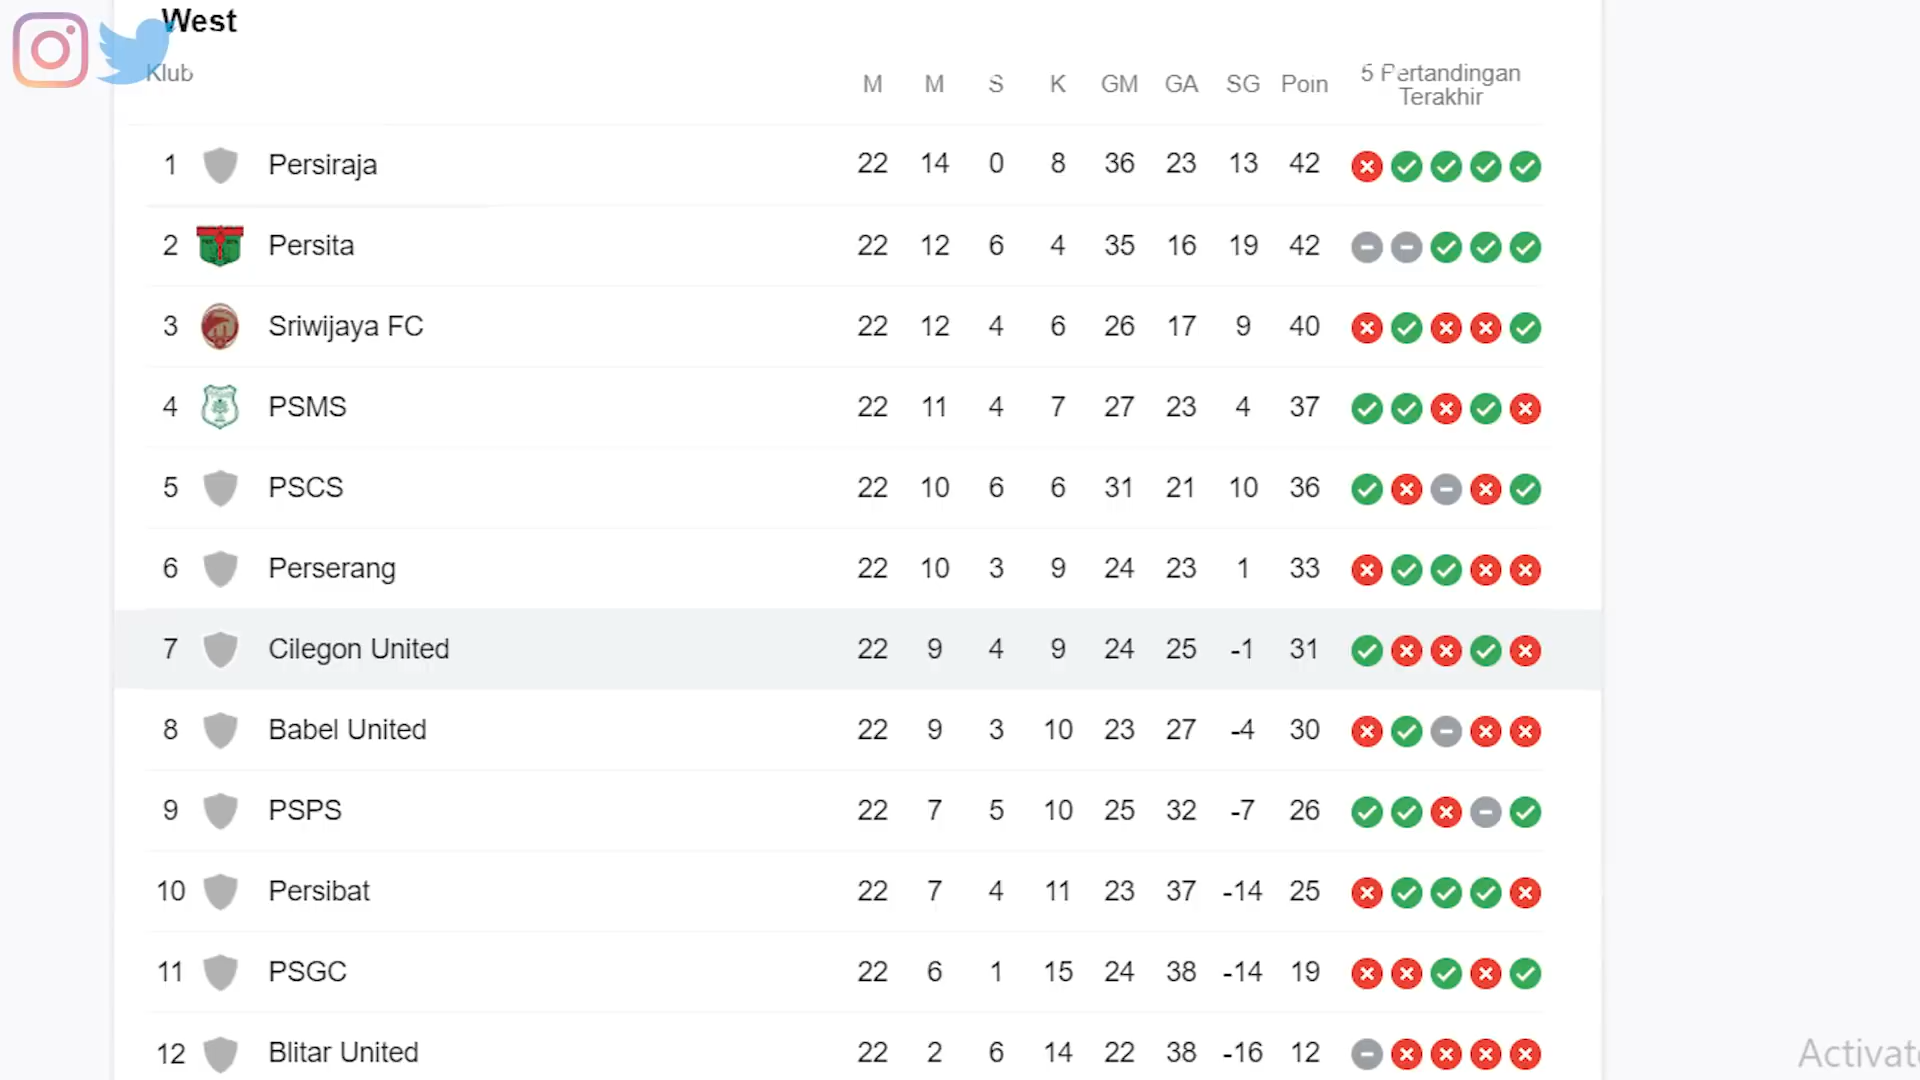 West
Klub M M S K GM GA SG Poin 5 Pertandingan
Terakhir
1 Persiraja 22 14 0 8 36 23 13 42
2 Persita 22 12 6 4 35 16 19 42
3 Sriwijaya FC 22 12 4 6 26 17 9 40
4 PSMS 22 11 4 7 27 23 4 37
5 PSCS 22 10 6 6 31 21 10 36
6 Perserang 22 10 3 9 24 23 1 33
7 Cilegon United 22 9 4 9 24 25 -1 31
8 Babel United 22 9 3 10 23 27 -4 30
9 PSPS 22 7 5 10 25 32 -7 26
10 Persibat 22 7 4 11 23 37 -14 25
11 PSGC 22 6 1 15 24 38 -14 19
12 Blitar United 22 2 6 14 22 38 -16 12